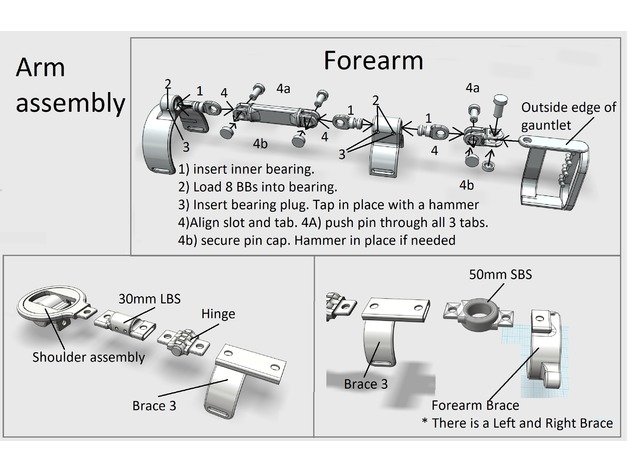 Arm
assembly
Forearm
2
1
4
4a
4b
3
4
1
2
3
1
4
4a
4b
Outside edge of
gauntlet
1) insert inner bearing.
2) Load 8 BBs into bearing.
3) Insert bearing plug. Tap in place with a hammer
4)Align slot and tab. 4A) push pin through all 3 tabs.
4b) secure pin cap. Hammer in place if needed
30mm LBS
Hinge
Shoulder assembly
Brace 3
50mm SBS
Brace 3
Forearm Brace
* There is a Left and Right Brace